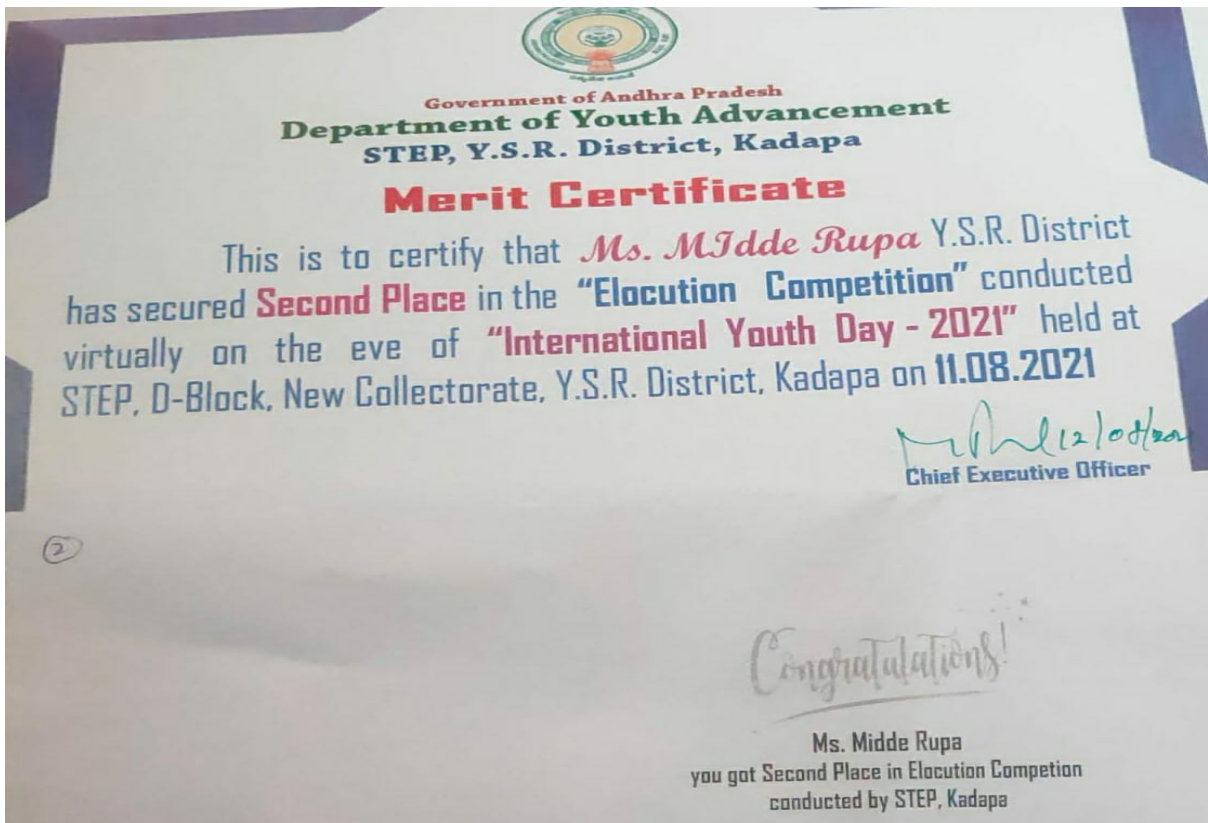 Government of Andhra Pradesh
Department of Youth Advancement
STEP, Y.S.R. District, Kadapa
Merit Certificate
This is to certify that Ms. MIdde Rupa Y.S.R. District
has secured Second Place in the “Elocution Competition” conducted
virtually on the eve of “International Youth Day - 2021” held at
STEP, D-Block, New Collectorate, Y.S.R. District, Kadapa on 11.08.2021
12/08/202
Chief Executive Officer
2
Congratulations!
Ms. Midde Rupa
you got Second Place in Elocution Competion
conducted by STEP, Kadapa